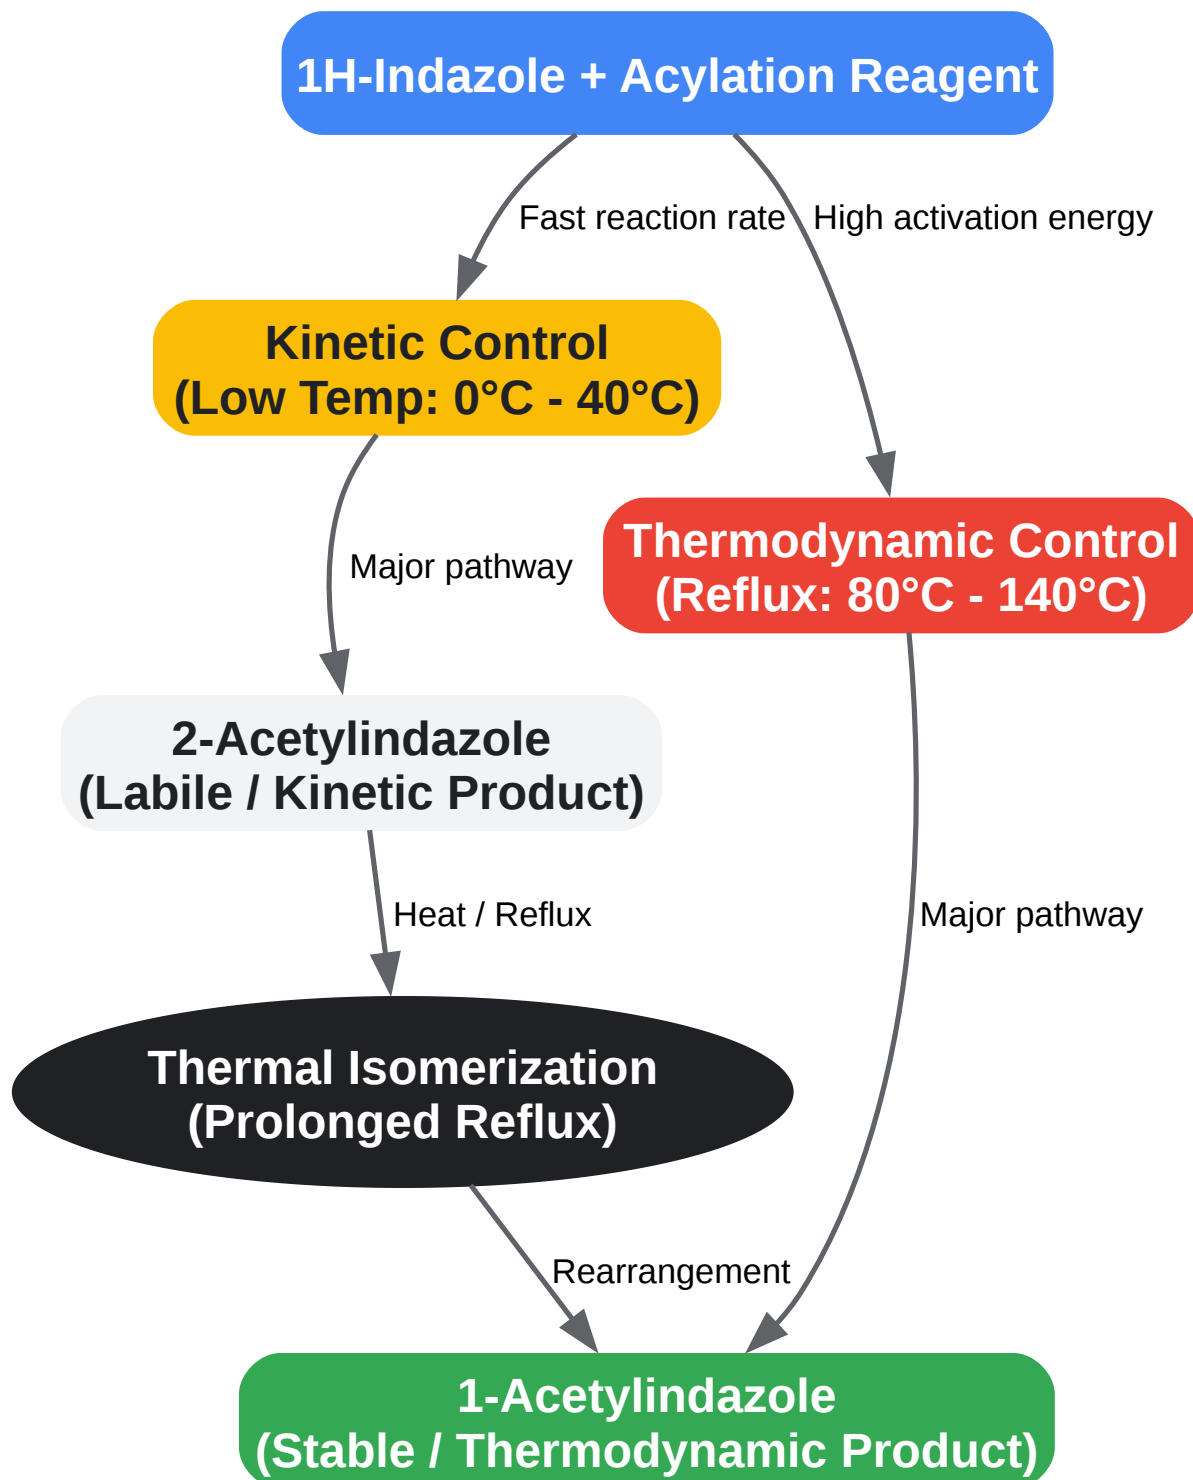 1H-Indazole + Acylation Reagent
Fast reaction rate
High activation energy
Kinetic Control
(Low Temp: 0°C - 40°C)
Thermodynamic Control
(Reflux: 80°C - 140°C)
Major pathway
2-Acetylindazole
(Labile / Kinetic Product)
Heat / Reflux
Major pathway
Thermal Isomerization
(Prolonged Reflux)
Rearrangement
1-Acetylindazole
(Stable / Thermodynamic Product)